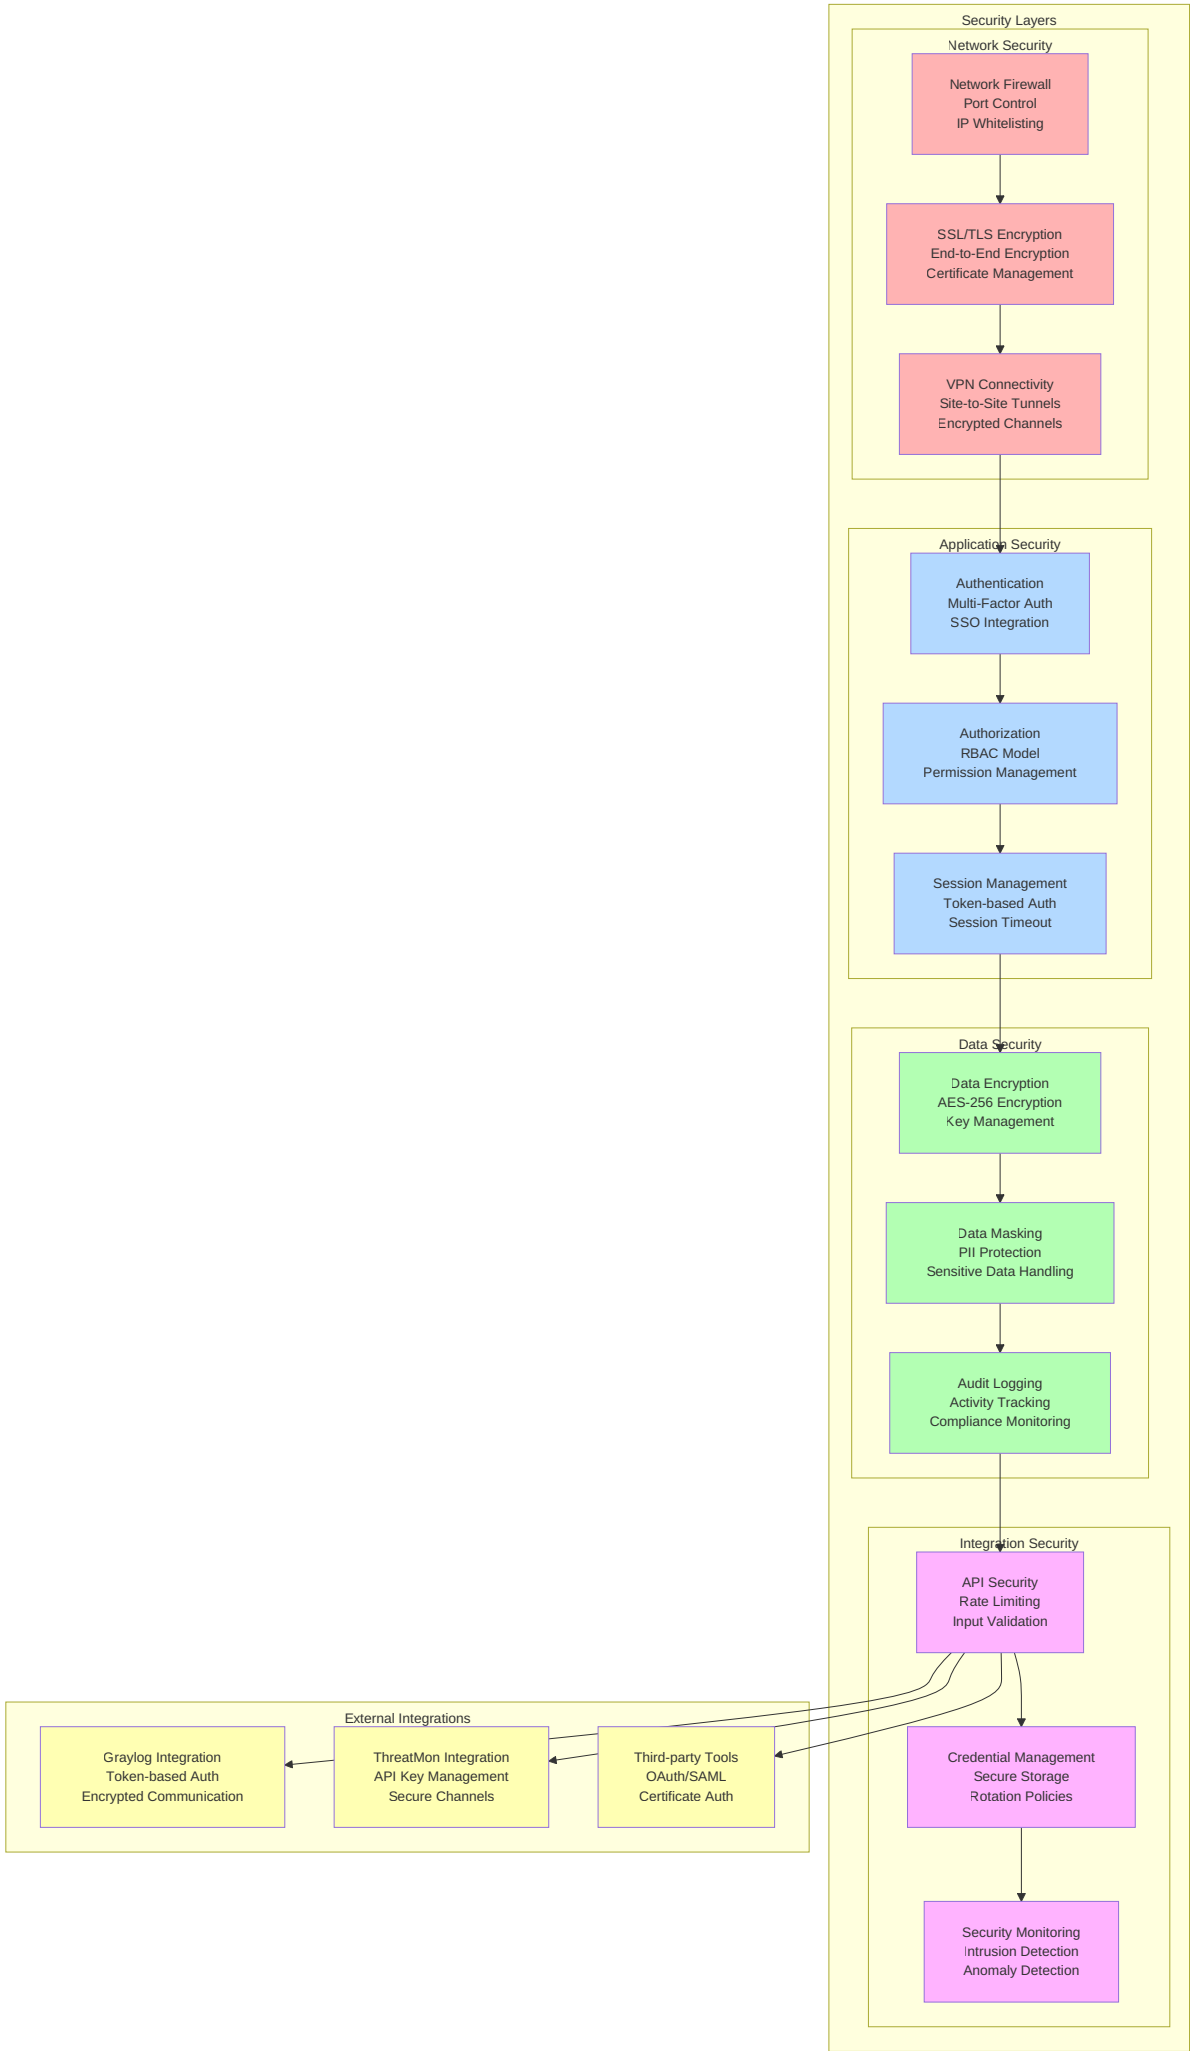 Security Layers
Network Security
Network Firewall
Port Control
IP Whitelisting
SSL/TLS Encryption
End-to-End Encryption
Certificate Management
VPN Connectivity
Site-to-Site Tunnels
Encrypted Channels
Application Security
Authentication
Multi-Factor Auth
SSO Integration
Authorization
RBAC Model
Permission Management
Session Management
Token-based Auth
Session Timeout
Data Security
Data Encryption
AES-256 Encryption
Key Management
Data Masking
PII Protection
Sensitive Data Handling
Audit Logging
Activity Tracking
Compliance Monitoring
Integration Security
API Security
Rate Limiting
Input Validation
External Integrations
Graylog Integration
Token-based Auth
Encrypted Communication
ThreatMon Integration
API Key Management
Secure Channels
Third-party Tools
OAuth/SAML
Certificate Auth
Credential Management
Secure Storage
Rotation Policies
Security Monitoring
Intrusion Detection
Anomaly Detection